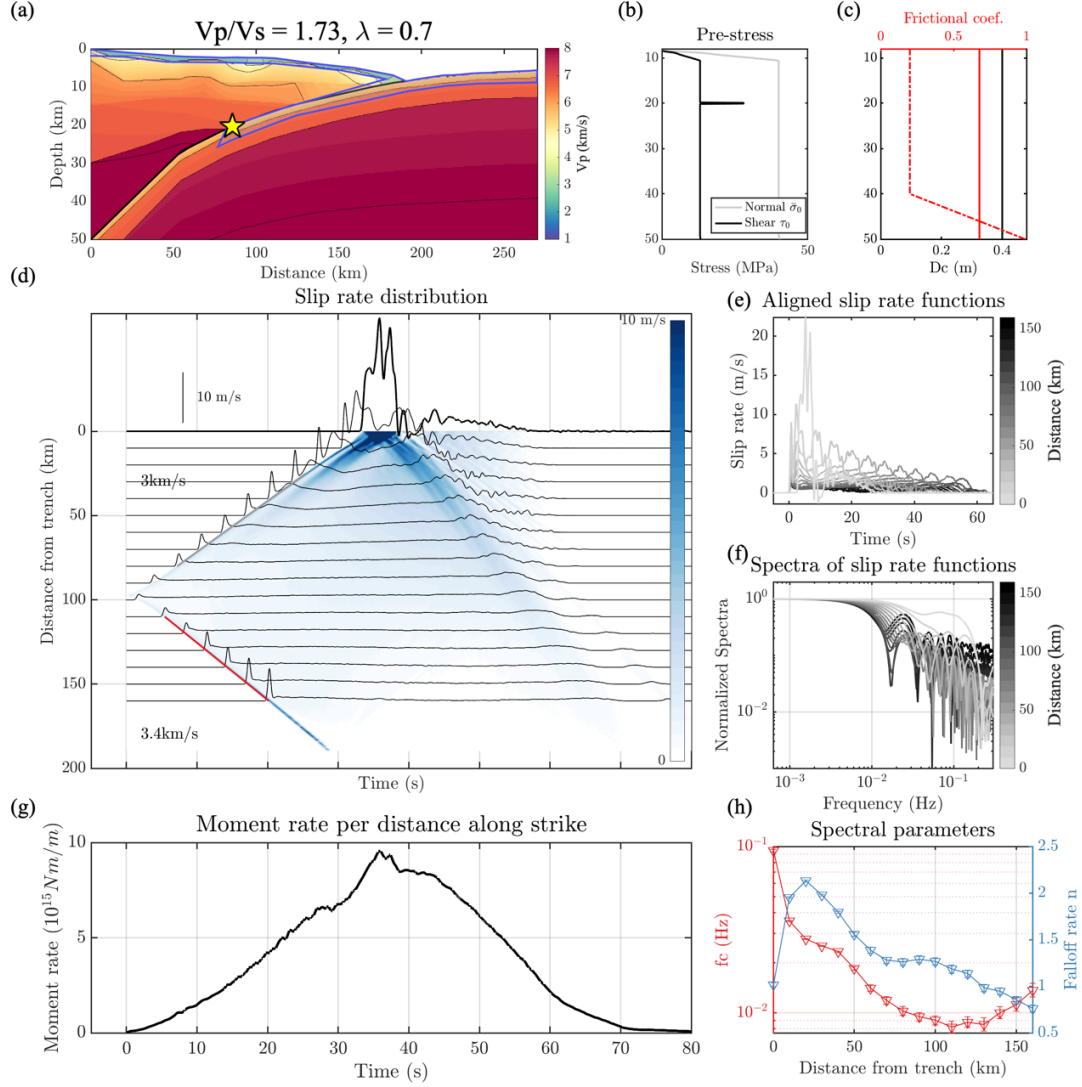 (a)
Vp/Vs = 1.73, λ = 0.7
0
10
20
30
40
50
Depth (km)
0 50 100 150 200 250
Distance (km)
8
7
6
5
4
3
2
1
Vp (km/s)
(b)
Pre-stress
10
20
30
40
50
Normal σ̄₀
Shear τ₀
0 50
Stress (MPa)
(c)
Frictional coef.
0 0.5 1
10
20
30
40
50
0 0.2 0.4
Dc (m)
(d)
Slip rate distribution
10 m/s
10 m/s
0
50
100
150
200
Distance from trench (km)
3km/s
3.4km/s
0
Time (s)
(e) Aligned slip rate functions
20
15
10
5
0
Slip rate (m/s)
0 20 40 60
Time (s)
150
100
50
0
Distance (km)
(f)
Spectra of slip rate functions
10⁰
10⁻²
Normalized Spectra
10⁻³ 10⁻² 10⁻¹
Frequency (Hz)
150
100
50
0
Distance (km)
(g)
Moment rate per distance along strike
10
5
0
Moment rate (10¹⁵Nm/m)
0 10 20 30 40 50 60 70 80
Time (s)
(h)
Spectral parameters
10⁻¹
10⁻²
fc (Hz)
2.5
2
1.5
1
0.5
Falloff rate n
0 50 100 150
Distance from trench (km)